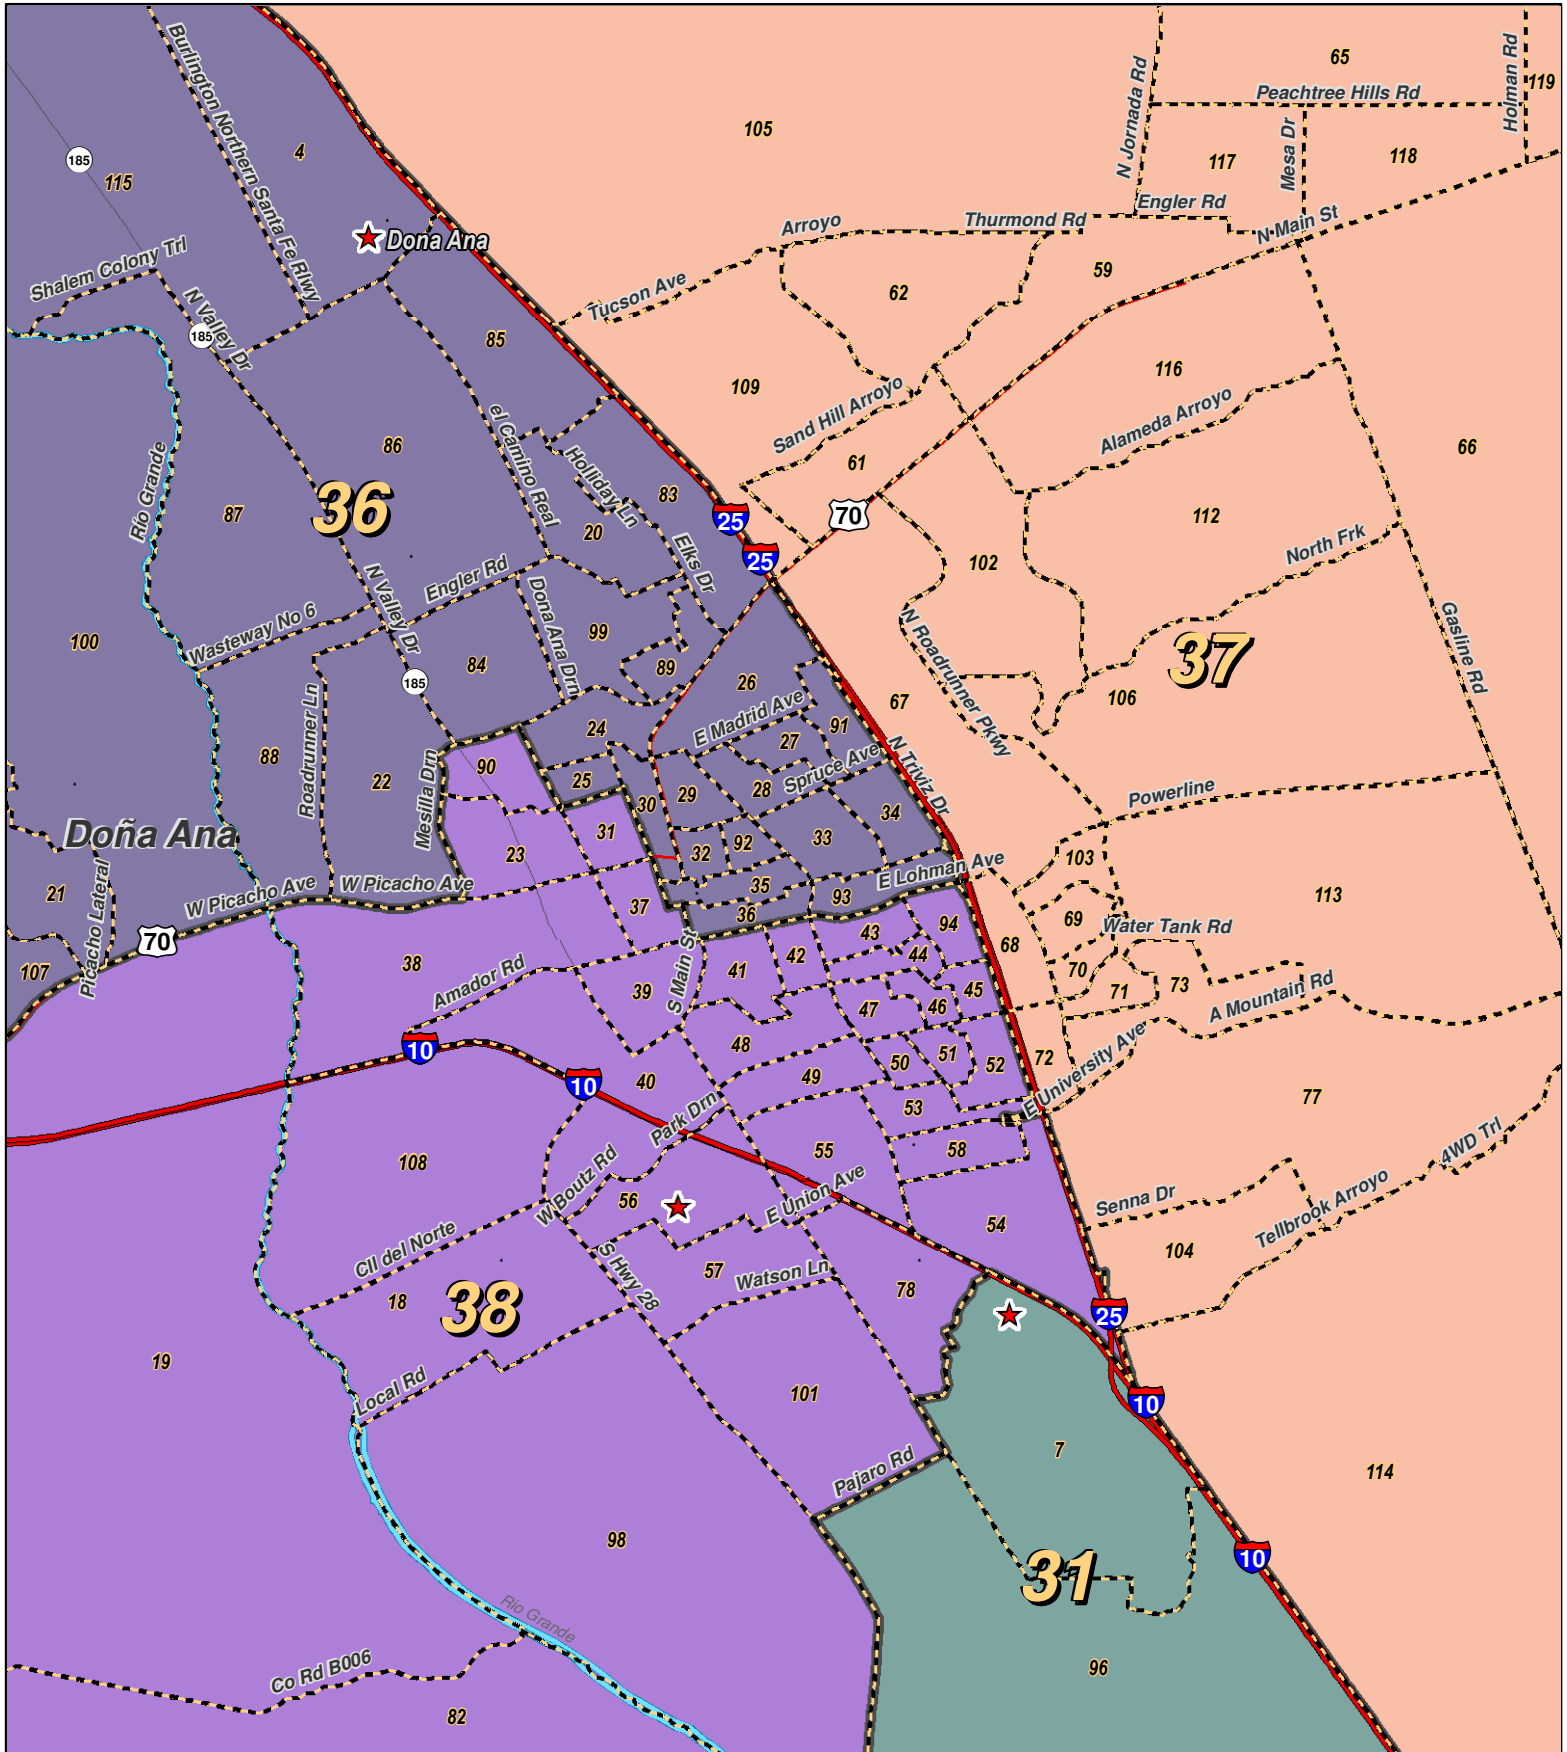 65
Holman Rd
119
N Jornada Rd
Peachtree Hills Rd
Burlington Northern Santa Fe Rlwy
4
105
Mesa Dr
117
118
185
115
Engler Rd
Arroyo
Thurmond Rd
N Main St
Dona Ana
Shalem Colony Trl
59
Tucson Ave
62
N Valley Dr
185
85
116
109
Sand Hill Arroyo
Alameda Arroyo
el Camino Real
86
66
61
Holliday Ln
Rio Grande
87
36
83
25
70
112
20
North Frk
25
102
Elks Dr
Engler Rd
N Valley Dr
Dona Ana Drn
Wasteway No 6
100
99
N Roadrunner Pkwy
37
Gasline Rd
84
89
185
26
Roadrunner Ln
67
106
E Madrid Ave
24
91
27
N Triviz Dr
88
22
Mesilla Drn
90
25
Spruce Ave
28
29
30
Powerline
34
31
Doña Ana
33
92
32
23
103
E Lohman Ave
W Picacho Ave
W Picacho Ave
35
21
Picacho Lateral
93
113
37
36
69
Water Tank Rd
94
43
70
68
38
42
44
107
Amador Rd
41
70
73
39
S Main St
45
71
A Mountain Rd
46
47
10
48
E University Ave
51
72
50
52
10
40
49
77
Park Drn
53
4WD Trl
55
58
108
W Boutz Rd
56
E Union Ave
Senna Dr
Tellbrook Arroyo
54
Cll del Norte
104
S Hwy 28
57
Watson Ln
78
18
38
25
19
Local Rd
101
10
7
114
Pajaro Rd
98
10
31
Rio Grande
Co Rd B006
96
82